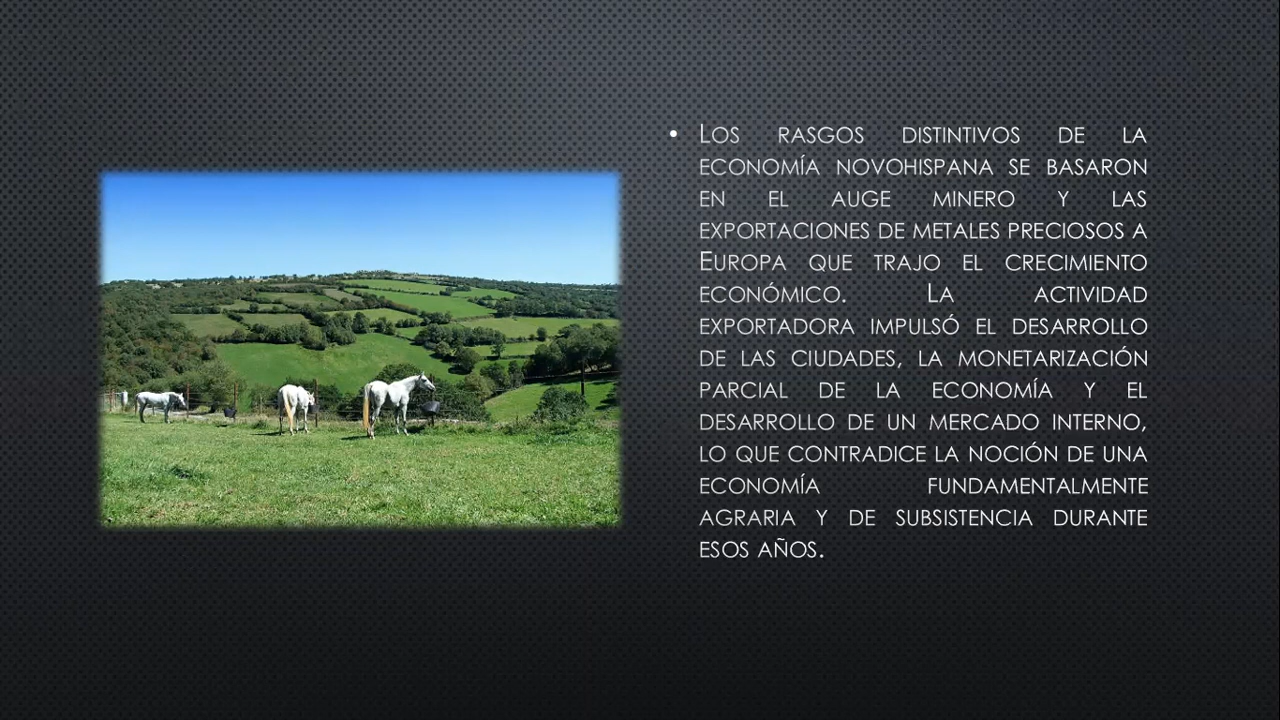 • Los rasgos distintivos de la
economía novohispana se basaron
en el auge minero y las
exportaciones de metales preciosos a
Europa que trajo el crecimiento
económico. La actividad
exportadora impulsó el desarrollo
de las ciudades, la monetarización
parcial de la economía y el
desarrollo de un mercado interno,
lo que contradice la noción de una
economía fundamentalmente
agraria y de subsistencia durante
esos años.